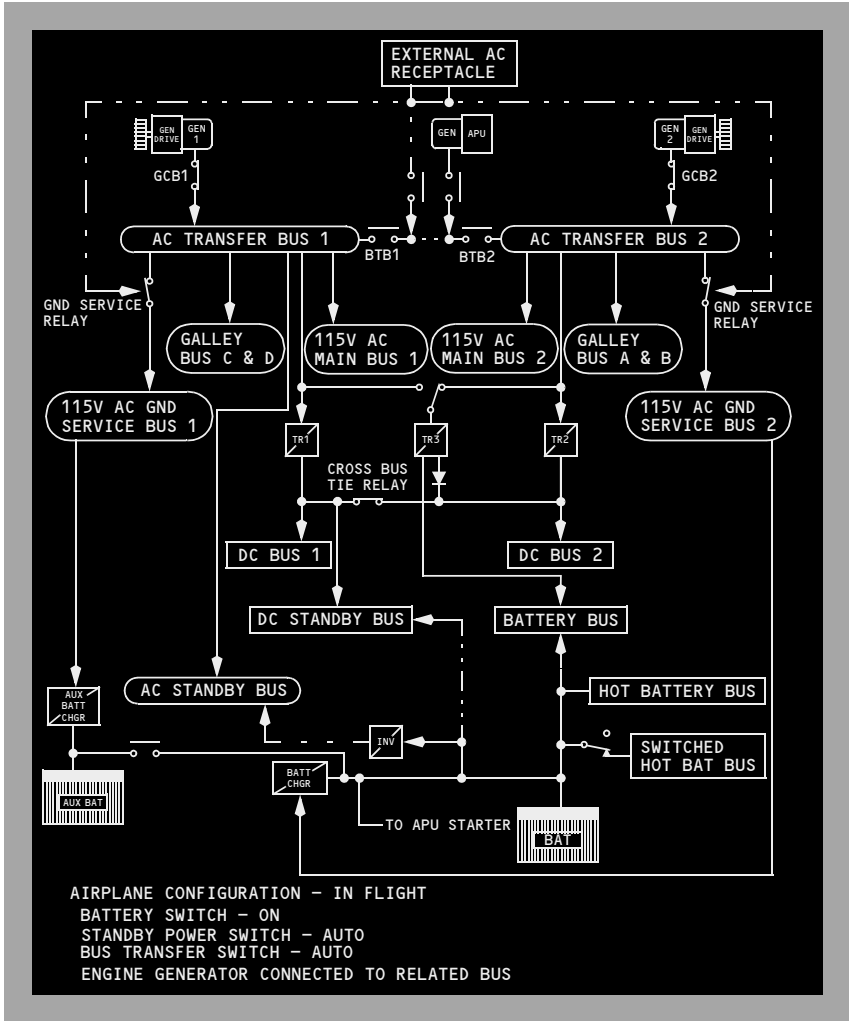 EXTERNAL AC
RECEPTACLE
GEN
DRIVE
GEN
1
GEN
APU
GEN
2
GEN
DRIVE
GCB1
GCB2
AC TRANSFER BUS 1
BTB1
BTB2
AC TRANSFER BUS 2
GND SERVICE
RELAY
GND SERVICE
RELAY
GALLEY
BUS C & D
115V AC
MAIN BUS 1
115V AC
MAIN BUS 2
GALLEY
BUS A & B
115V AC GND
SERVICE BUS 1
115V AC GND
SERVICE BUS 2
TR1
TR3
TR2
CROSS BUS
TIE RELAY
DC BUS 1
DC BUS 2
DC STANDBY BUS
BATTERY BUS
AUX
BATT
CHGR
AC STANDBY BUS
HOT BATTERY BUS
INV
SWITCHED
HOT BAT BUS
BATT
CHGR
AUX BAT
TO APU STARTER
BAT
AIRPLANE CONFIGURATION – IN FLIGHT
BATTERY SWITCH – ON
STANDBY POWER SWITCH – AUTO
BUS TRANSFER SWITCH – AUTO
ENGINE GENERATOR CONNECTED TO RELATED BUS